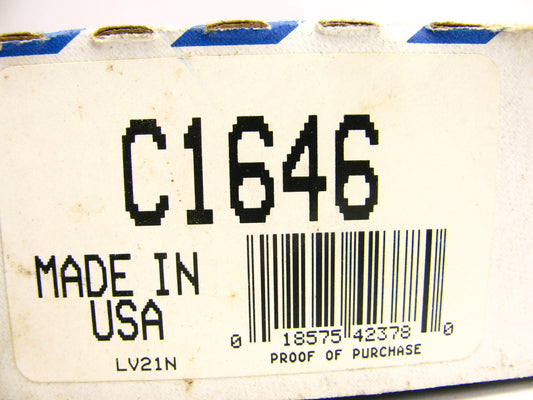 C1646
MADE IN
USA
LV21N
0 18575 42378 0
PROOF OF PURCHASE